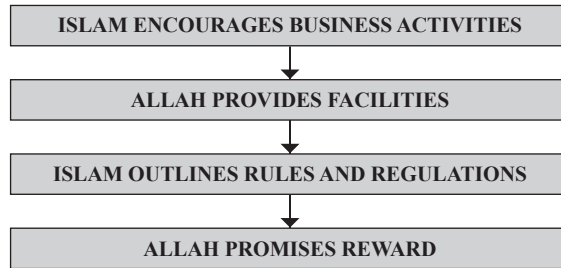 ISLAM ENCOURAGES BUSINESS ACTIVITIES
ALLAH PROVIDES FACILITIES
ISLAM OUTLINES RULES AND REGULATIONS
ALLAH PROMISES REWARD